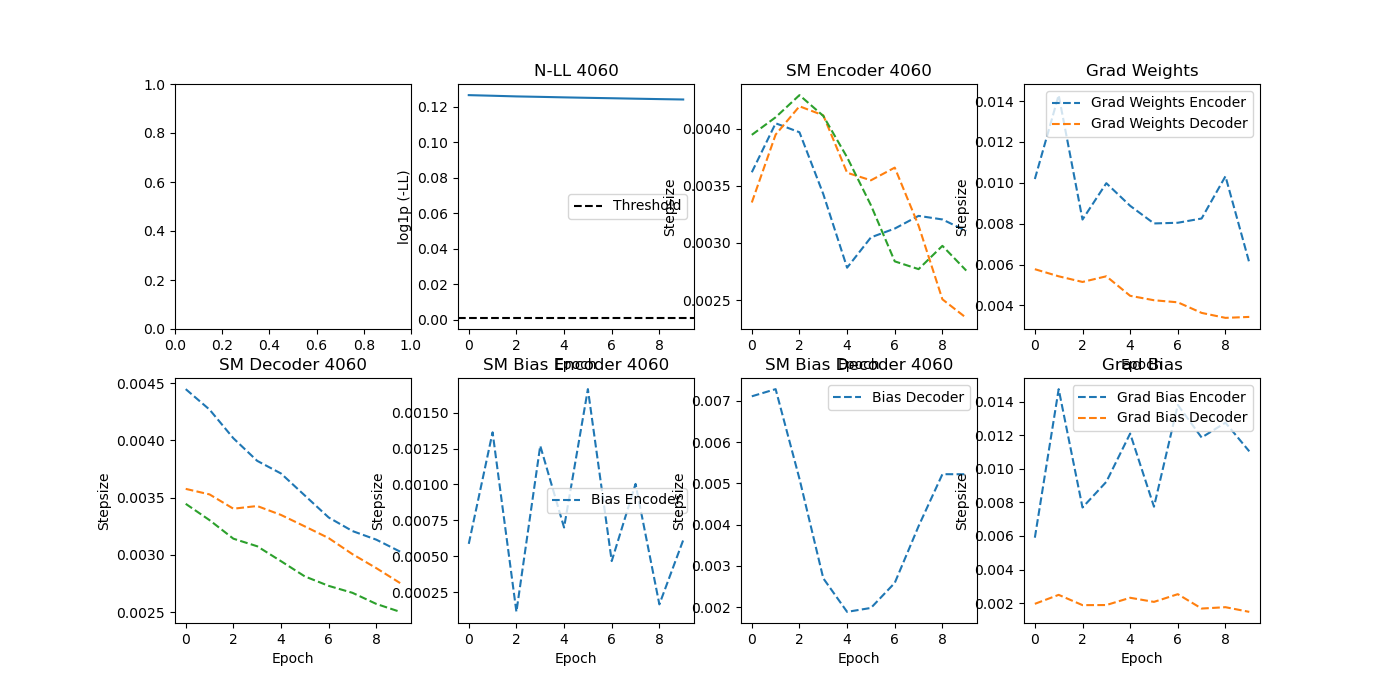 N-LL 4060
SM Encoder 4060
Grad Weights
1.0
0.8
0.6
0.4
0.2
0.0
0.0 0.2 0.4 0.6 0.8 1.0
log1p (-LL)
0.12
0.10
0.08
0.06
0.04
0.02
0.00
Threshold
0 2 4 6 8
Epoch
Stepsize
0.0040
0.0035
0.0030
0.0025
0 2 4 6 8
Epoch
Stepsize
0.014
0.012
0.010
0.008
0.006
0.004
Grad Weights Encoder
Grad Weights Decoder
0 2 4 6 8
Epoch
SM Decoder 4060
SM Bias Encoder 4060
SM Bias Decoder 4060
Grad Bias
Stepsize
0.0045
0.0040
0.0035
0.0030
0.0025
0 2 4 6 8
Epoch
Stepsize
0.00150
0.00125
0.00100
0.00075
0.00050
0.00025
Bias Encoder
0 2 4 6 8
Epoch
Stepsize
0.007
0.006
0.005
0.004
0.003
0.002
Bias Decoder
0 2 4 6 8
Epoch
Stepsize
0.014
0.012
0.010
0.008
0.006
0.004
0.002
Grad Bias Encoder
Grad Bias Decoder
0 2 4 6 8
Epoch